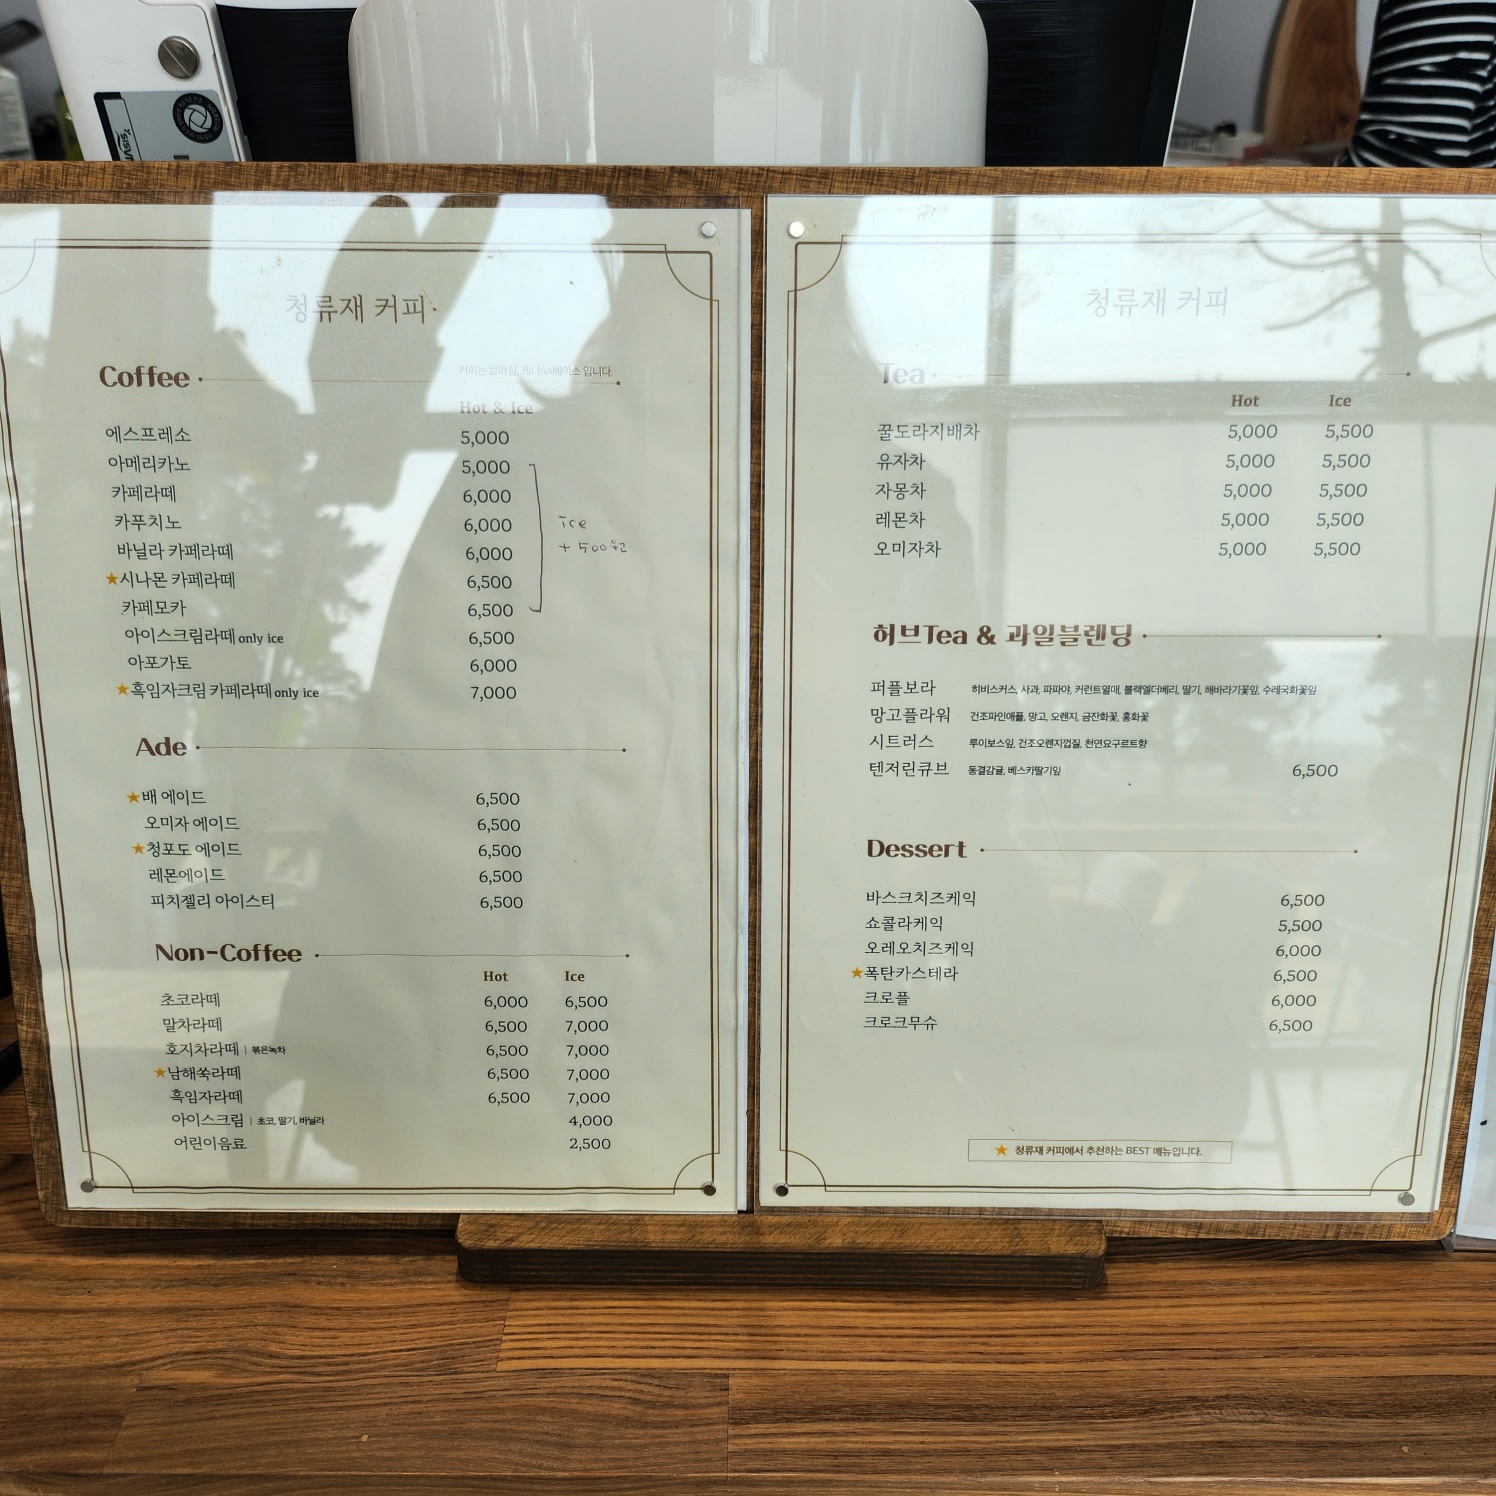 청류재 커피
Coffee
커피는 브라질, 케냐AA베이스 입니다.
Hot & Ice
에스프레소 5,000
아메리카노 5,000
카페라떼 6,000
카푸치노 6,000
바닐라 카페라떼 6,000
★시나몬 카페라떼 6,500
카페모카 6,500
ice
+ 500원
아이스크림라떼 only ice 6,500
아포가토 6,000
★흑임자크림 카페라떼 only ice 7,000
Ade
★배 에이드 6,500
오미자 에이드 6,500
★청포도 에이드 6,500
레몬에이드 6,500
피치젤리 아이스티 6,500
Non-Coffee
Hot Ice
초코라떼 6,000 6,500
말차라떼 6,500 7,000
호지차라떼 | 볶은녹차 6,500 7,000
★남해쑥라떼 6,500 7,000
흑임자라떼 6,500 7,000
아이스크림 | 초코, 딸기, 바닐라 4,000
어린이음료 2,500
청류재 커피
Tea
Hot Ice
꿀도라지배차 5,000 5,500
유자차 5,000 5,500
자몽차 5,000 5,500
레몬차 5,000 5,500
오미자차 5,000 5,500
허브Tea & 과일블렌딩
퍼플보라 히비스커스, 사과, 파파야, 커런트열매, 블랙엘더베리, 딸기, 해바라기꽃잎, 수레국화꽃잎
망고플라워 건조파인애플, 망고, 오렌지, 금잔화꽃, 홍화꽃
시트러스 루이보스잎, 건조오렌지껍질, 천연요구르트향
텐저린큐브 동결감귤, 베스카딸기잎 6,500
Dessert
바스크치즈케익 6,500
쇼콜라케익 5,500
오레오치즈케익 6,000
★폭탄카스테라 6,500
크로플 6,000
크로크무슈 6,500
★ 청류재 커피에서 추천하는 BEST 메뉴입니다.